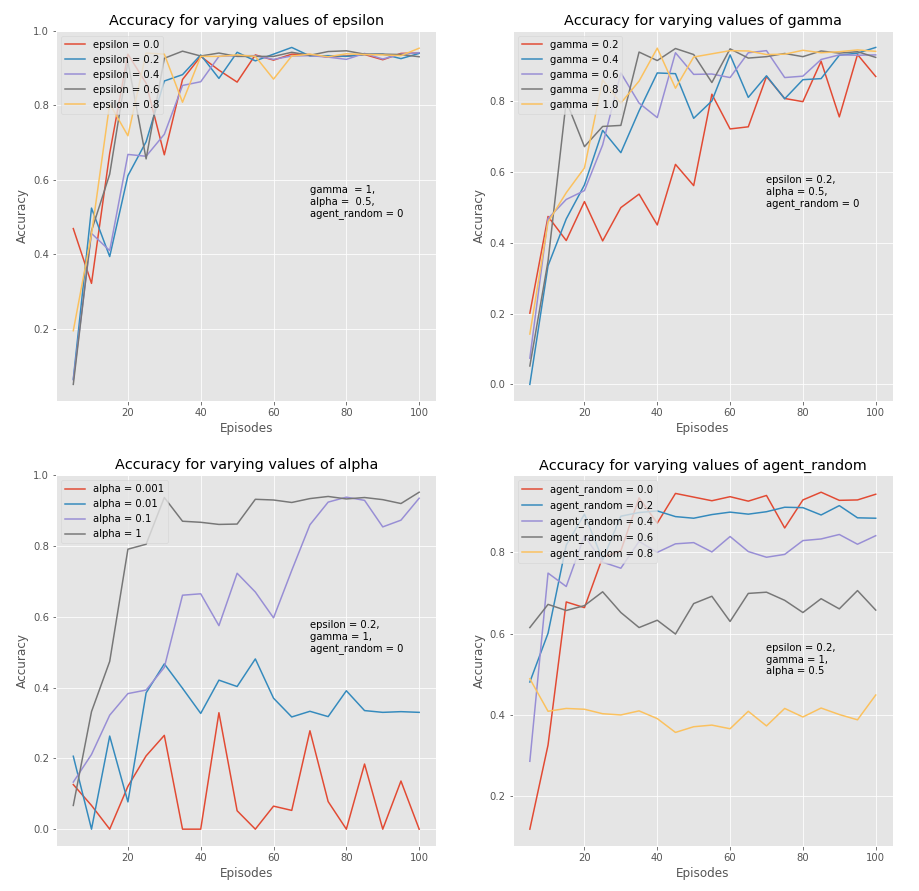 Accuracy for varying values of epsilon
1.0
0.8
0.6
0.4
0.2
Accuracy
epsilon = 0.0
epsilon = 0.2
epsilon = 0.4
epsilon = 0.6
epsilon = 0.8
gamma  = 1,
alpha =  0.5,
agent_random = 0
20 40 60 80 100
Episodes
Accuracy for varying values of gamma
0.8
0.6
0.4
0.2
0.0
Accuracy
gamma = 0.2
gamma = 0.4
gamma = 0.6
gamma = 0.8
gamma = 1.0
epsilon = 0.2,
alpha = 0.5,
agent_random = 0
20 40 60 80 100
Episodes
Accuracy for varying values of alpha
1.0
0.8
0.6
0.4
0.2
0.0
Accuracy
alpha = 0.001
alpha = 0.01
alpha = 0.1
alpha = 1
epsilon = 0.2,
gamma = 1,
agent_random = 0
20 40 60 80 100
Episodes
Accuracy for varying values of agent_random
0.8
0.6
0.4
0.2
Accuracy
agent_random = 0.0
agent_random = 0.2
agent_random = 0.4
agent_random = 0.6
agent_random = 0.8
epsilon = 0.2,
gamma = 1,
alpha = 0.5
20 40 60 80 100
Episodes